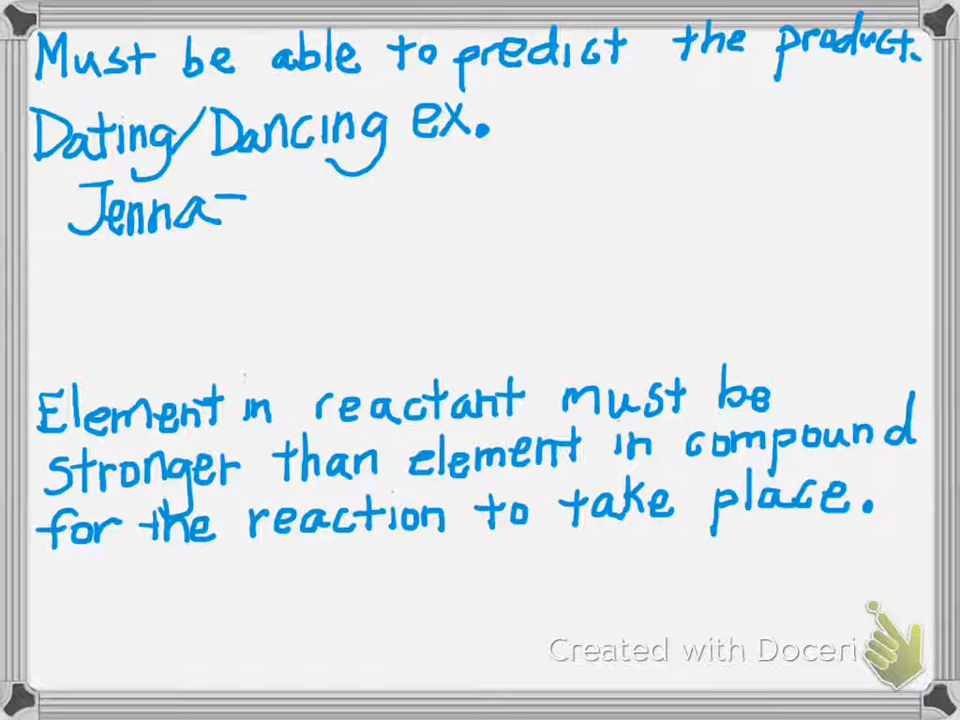 Must be able to predict the product.
Dating/Dancing ex.
Jenna-
Element in reactant must be
stronger than element in compound
for the reaction to take place.
Created with Doceri